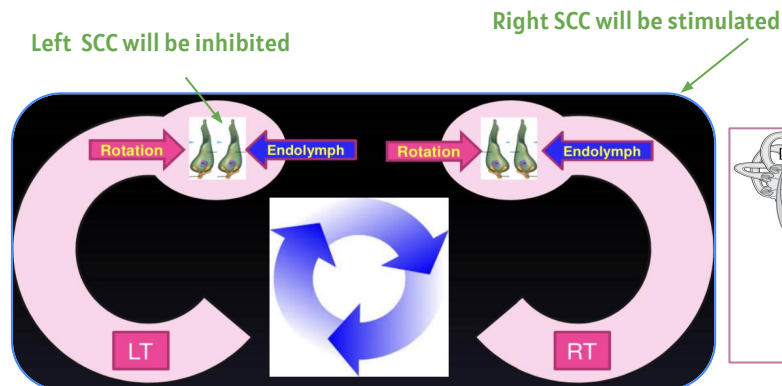 Right SCC will be stimulated
Left SCC will be inhibited
Rotation
Endolymph
Rotation
Endolymph
LT
RT